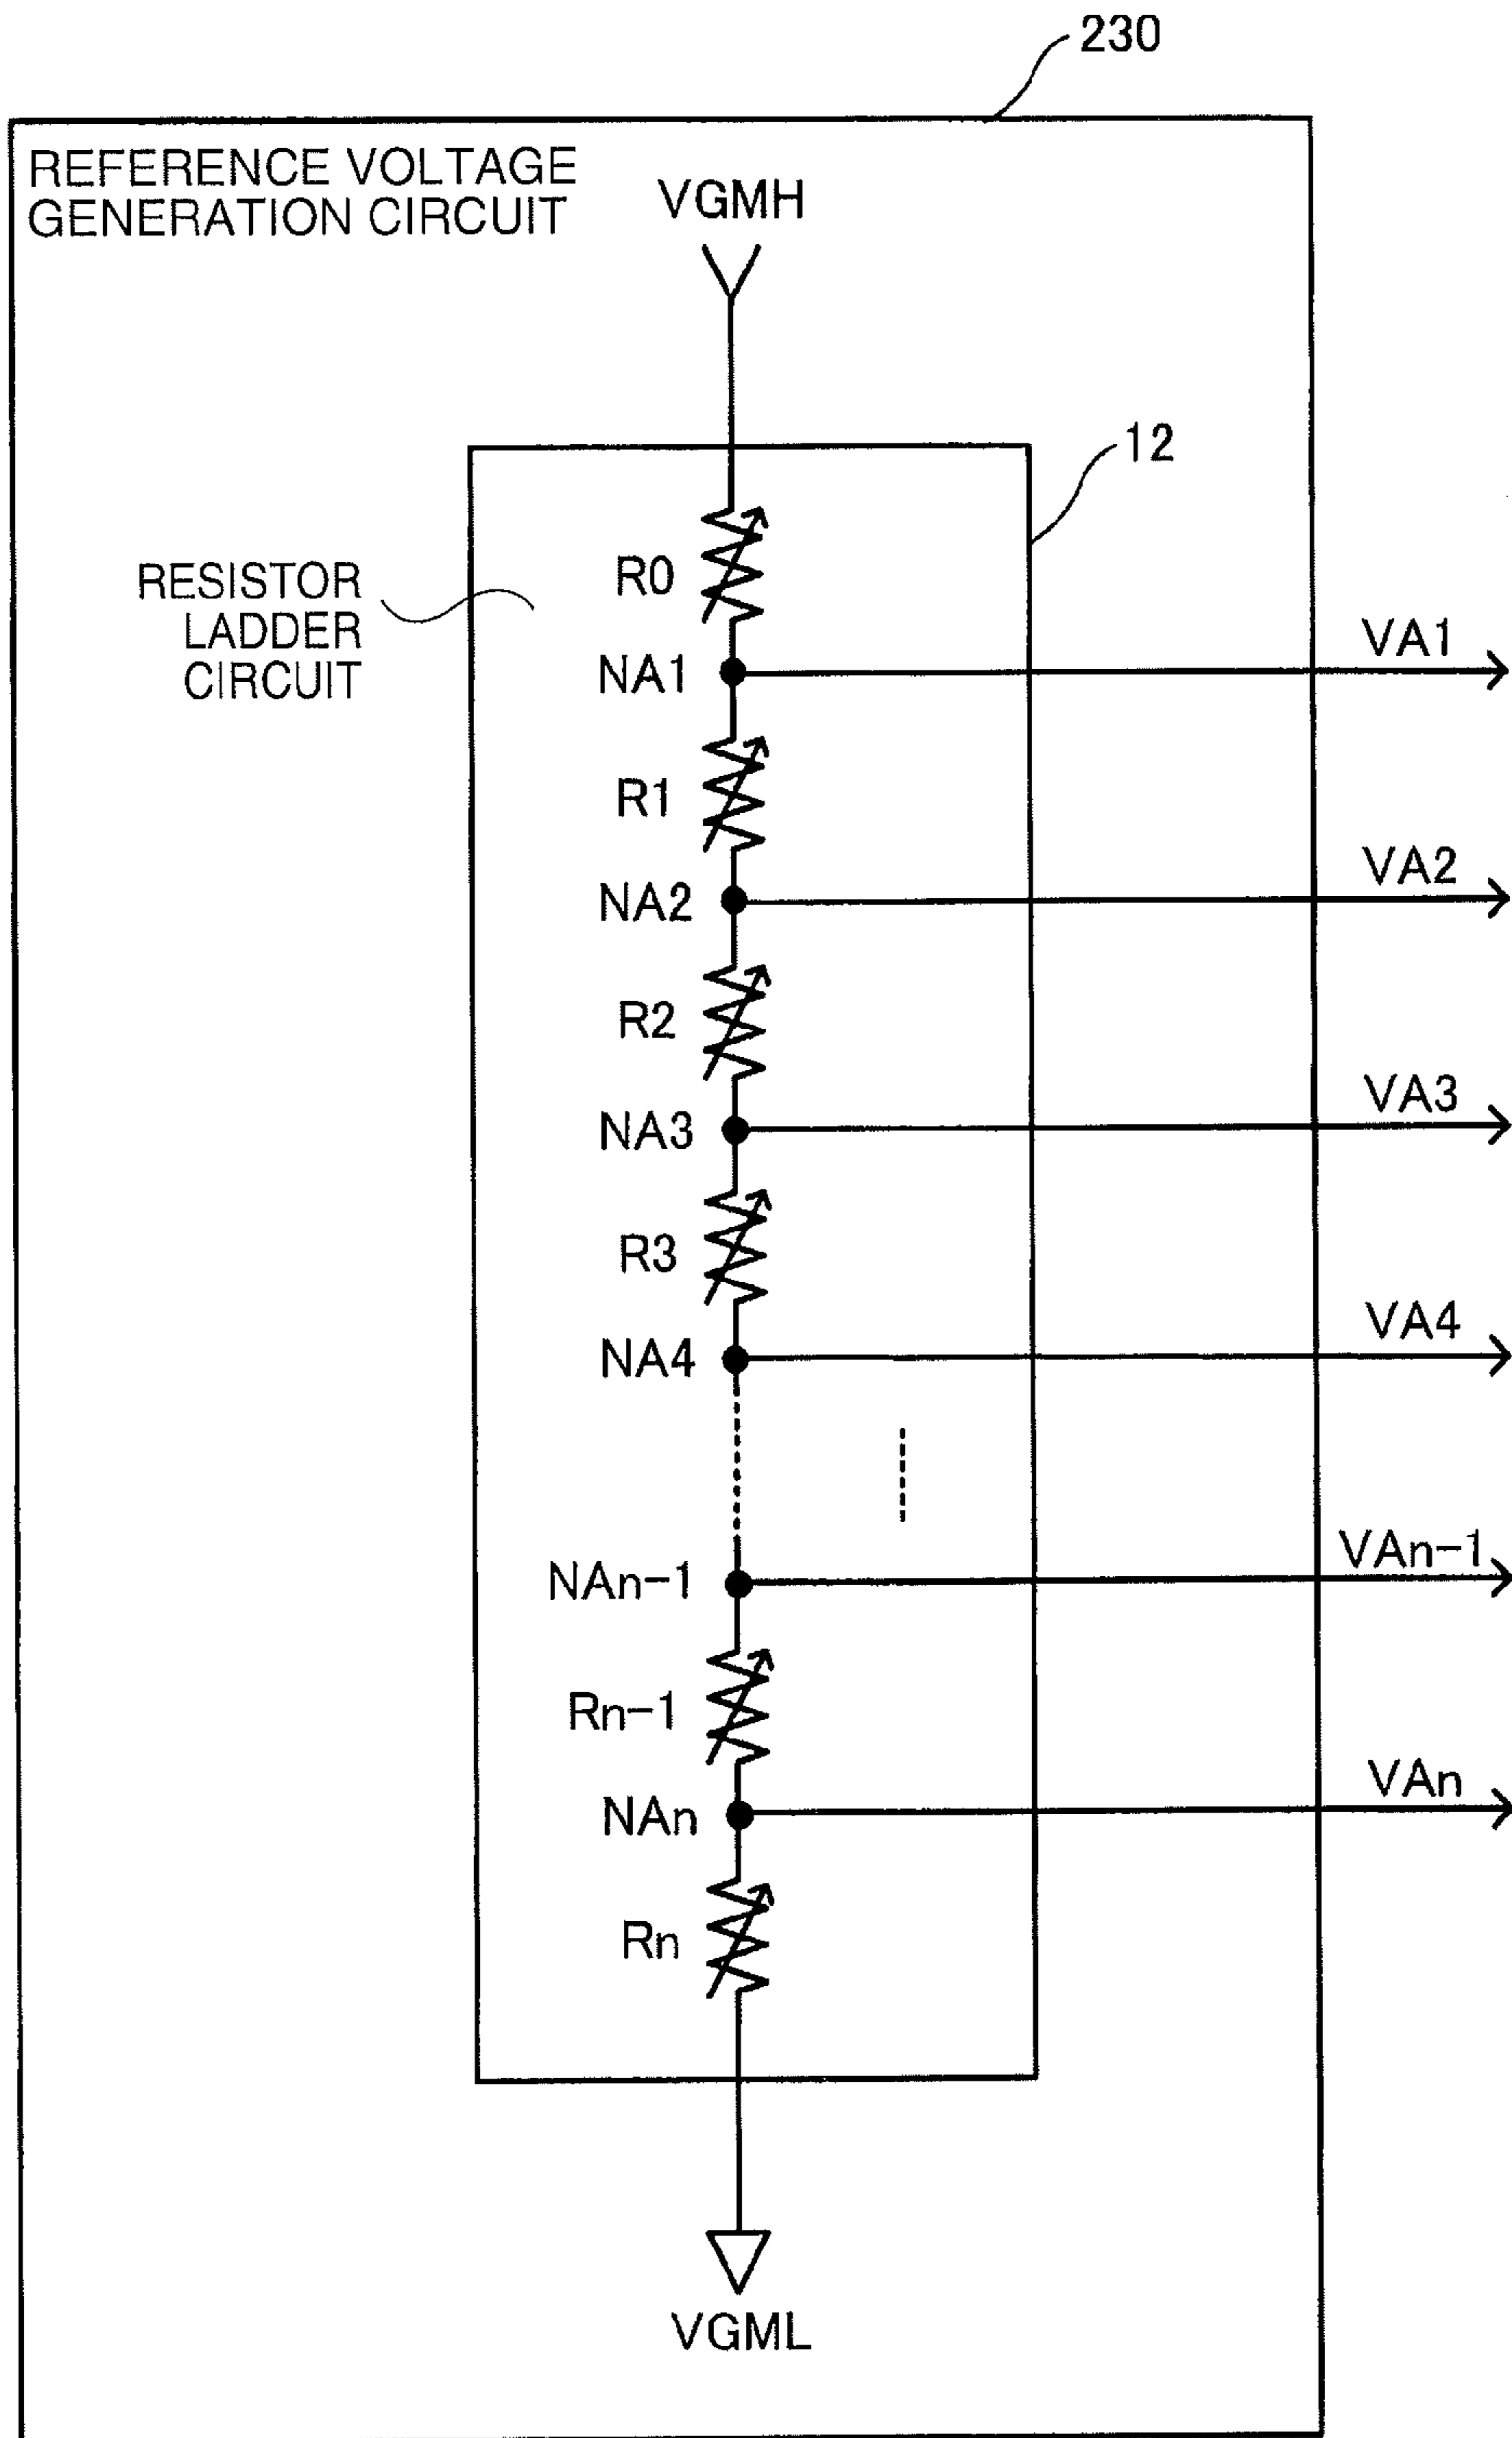 230
REFERENCE VOLTAGE
GENERATION CIRCUIT
VGMH
12
RESISTOR
LADDER
CIRCUIT
R0
NA1
VA1
R1
NA2
VA2
R2
NA3
VA3
R3
NA4
VA4
NAn-1
VAn-1
Rn-1
NAn
VAn
Rn
VGML